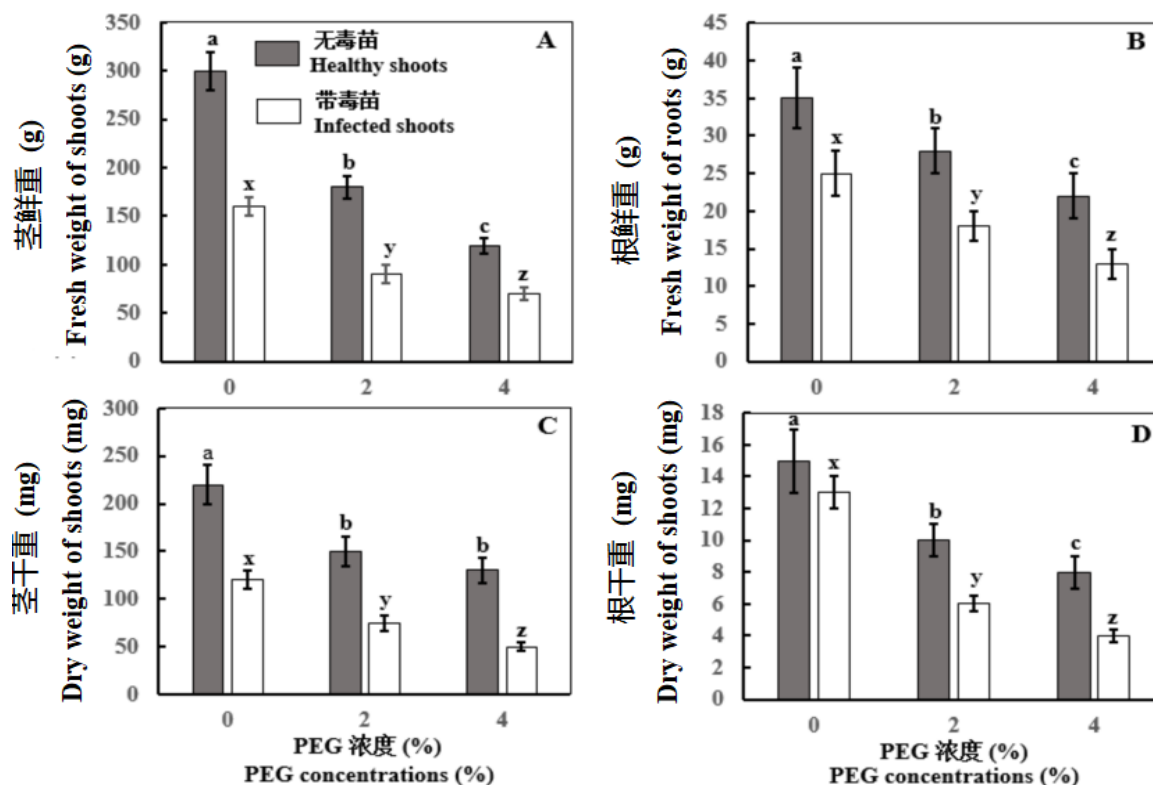 茎鲜重 (g)
Fresh weight of shoots (g)
350
300
250
200
150
100
50
0
A
无毒苗
Healthy shoots
带毒苗
Infected shoots
a
x
b
y
c
z
0
2
4
根鲜重 (g)
Fresh weight of roots (g)
45
40
35
30
25
20
15
10
5
0
B
a
x
b
y
c
z
0
2
4
茎干重 (mg)
Dry weight of shoots (mg)
300
250
200
150
100
50
0
C
a
x
b
y
b
z
0
2
4
PEG 浓度 (%)
PEG concentrations (%)
根干重 (mg)
Dry weight of shoots (mg)
18
16
14
12
10
8
6
4
2
0
D
a
x
b
y
c
z
0
2
4
PEG 浓度 (%)
PEG concentrations (%)